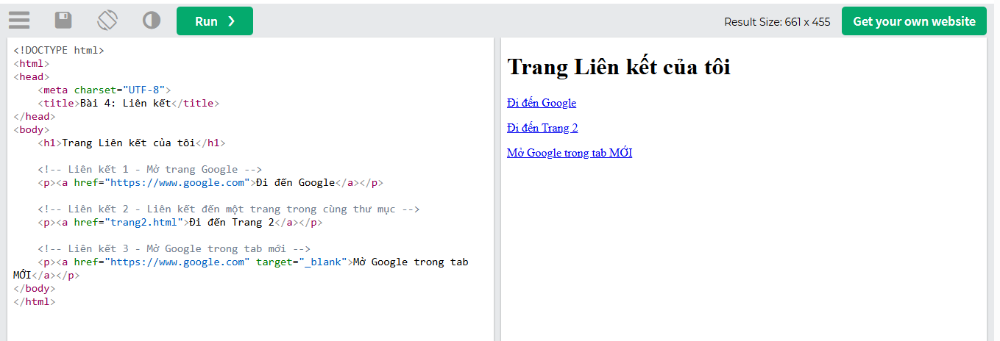 Run ❯
Result Size: 661 x 455
Get your own website
<!DOCTYPE html>
<html>
<head>
    <meta charset="UTF-8">
    <title>Bài 4: Liên kết</title>
</head>
<body>
    <h1>Trang Liên kết của tôi</h1>

    <!-- Liên kết 1 - Mở trang Google -->
    <p><a href="https://www.google.com">Đi đến Google</a></p>

    <!-- Liên kết 2 - Liên kết đến một trang trong cùng thư mục -->
    <p><a href="trang2.html">Đi đến Trang 2</a></p>

    <!-- Liên kết 3 - Mở Google trong tab mới -->
    <p><a href="https://www.google.com" target="_blank">Mở Google trong tab
MỚI</a></p>
</body>
</html>
Trang Liên kết của tôi
Đi đến Google
Đi đến Trang 2
Mở Google trong tab MỚI